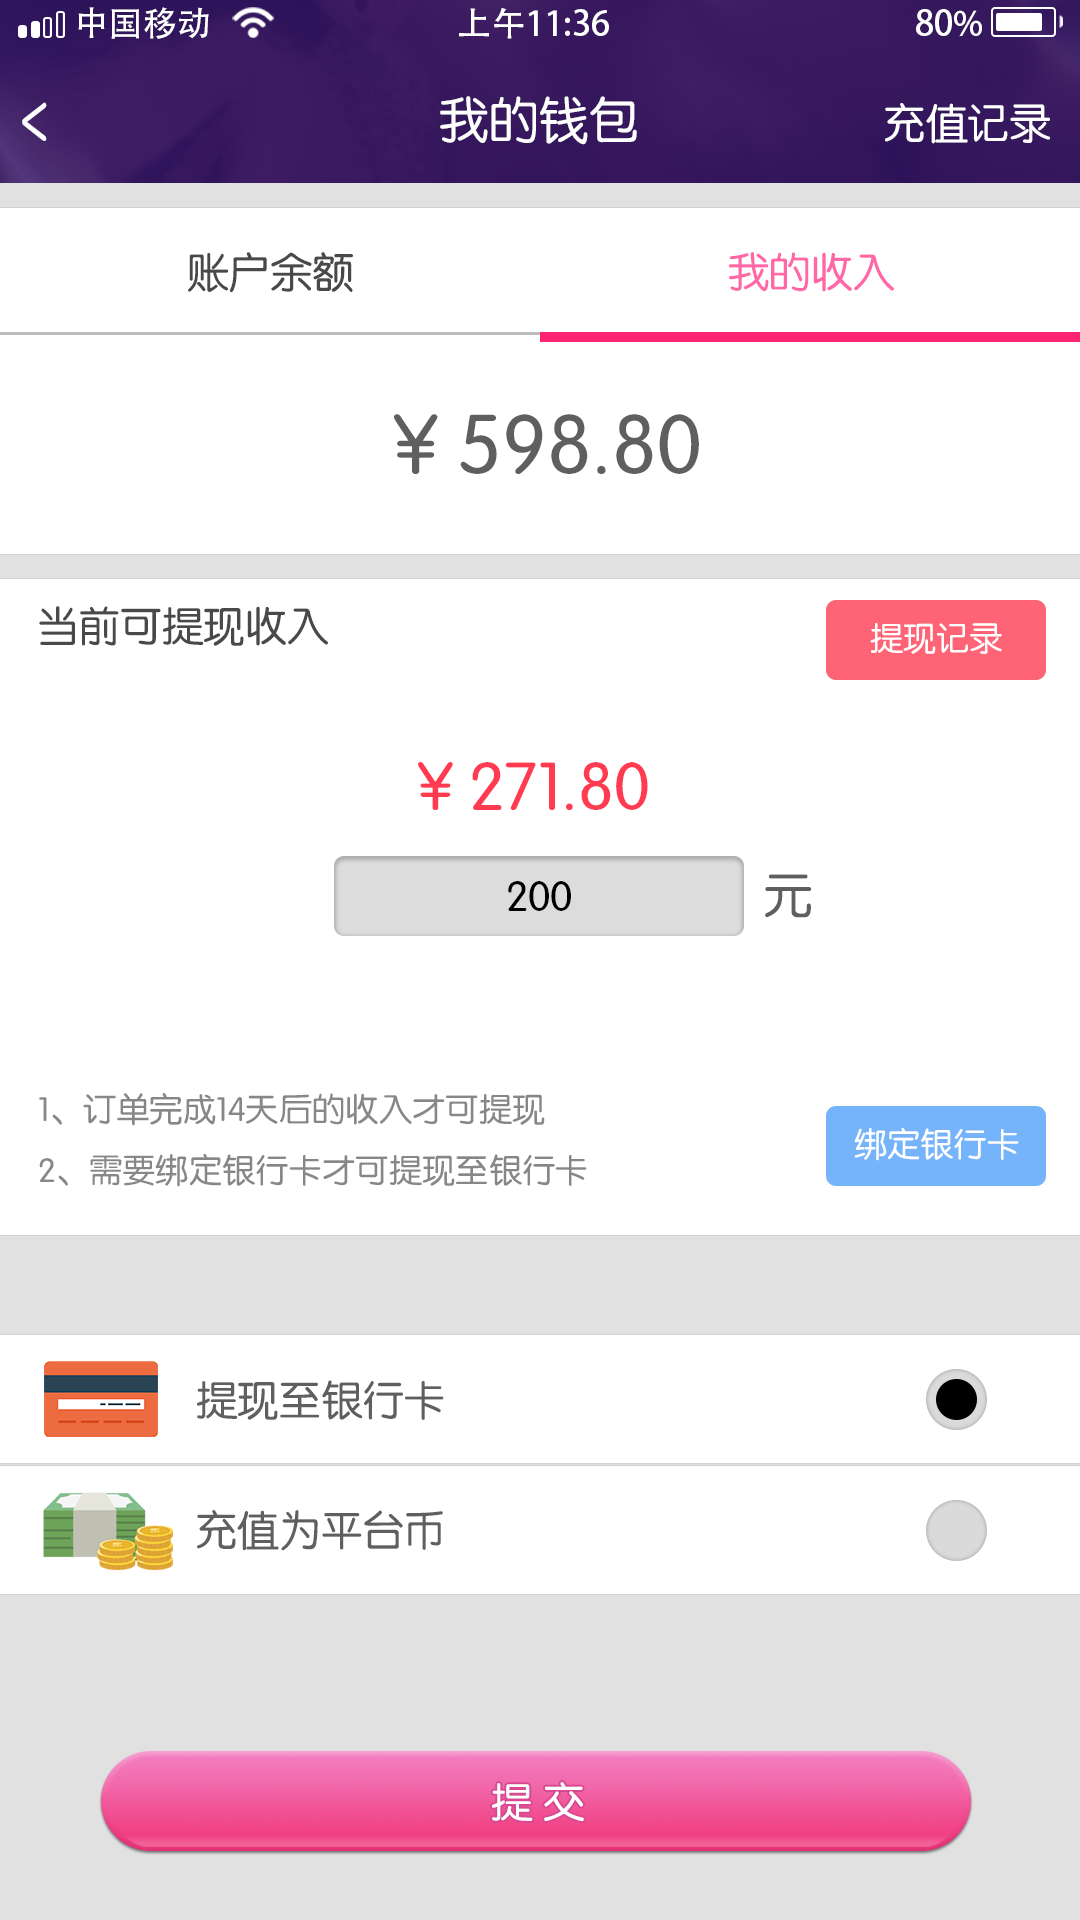 中国移动 上午11:36 80%
我的钱包 充值记录
账户余额 我的收入
¥ 598.80
当前可提现收入 提现记录
¥ 271.80
200 元
1、订单完成14天后的收入才可提现
2、需要绑定银行卡才可提现至银行卡
绑定银行卡
提现至银行卡
充值为平台币
提 交